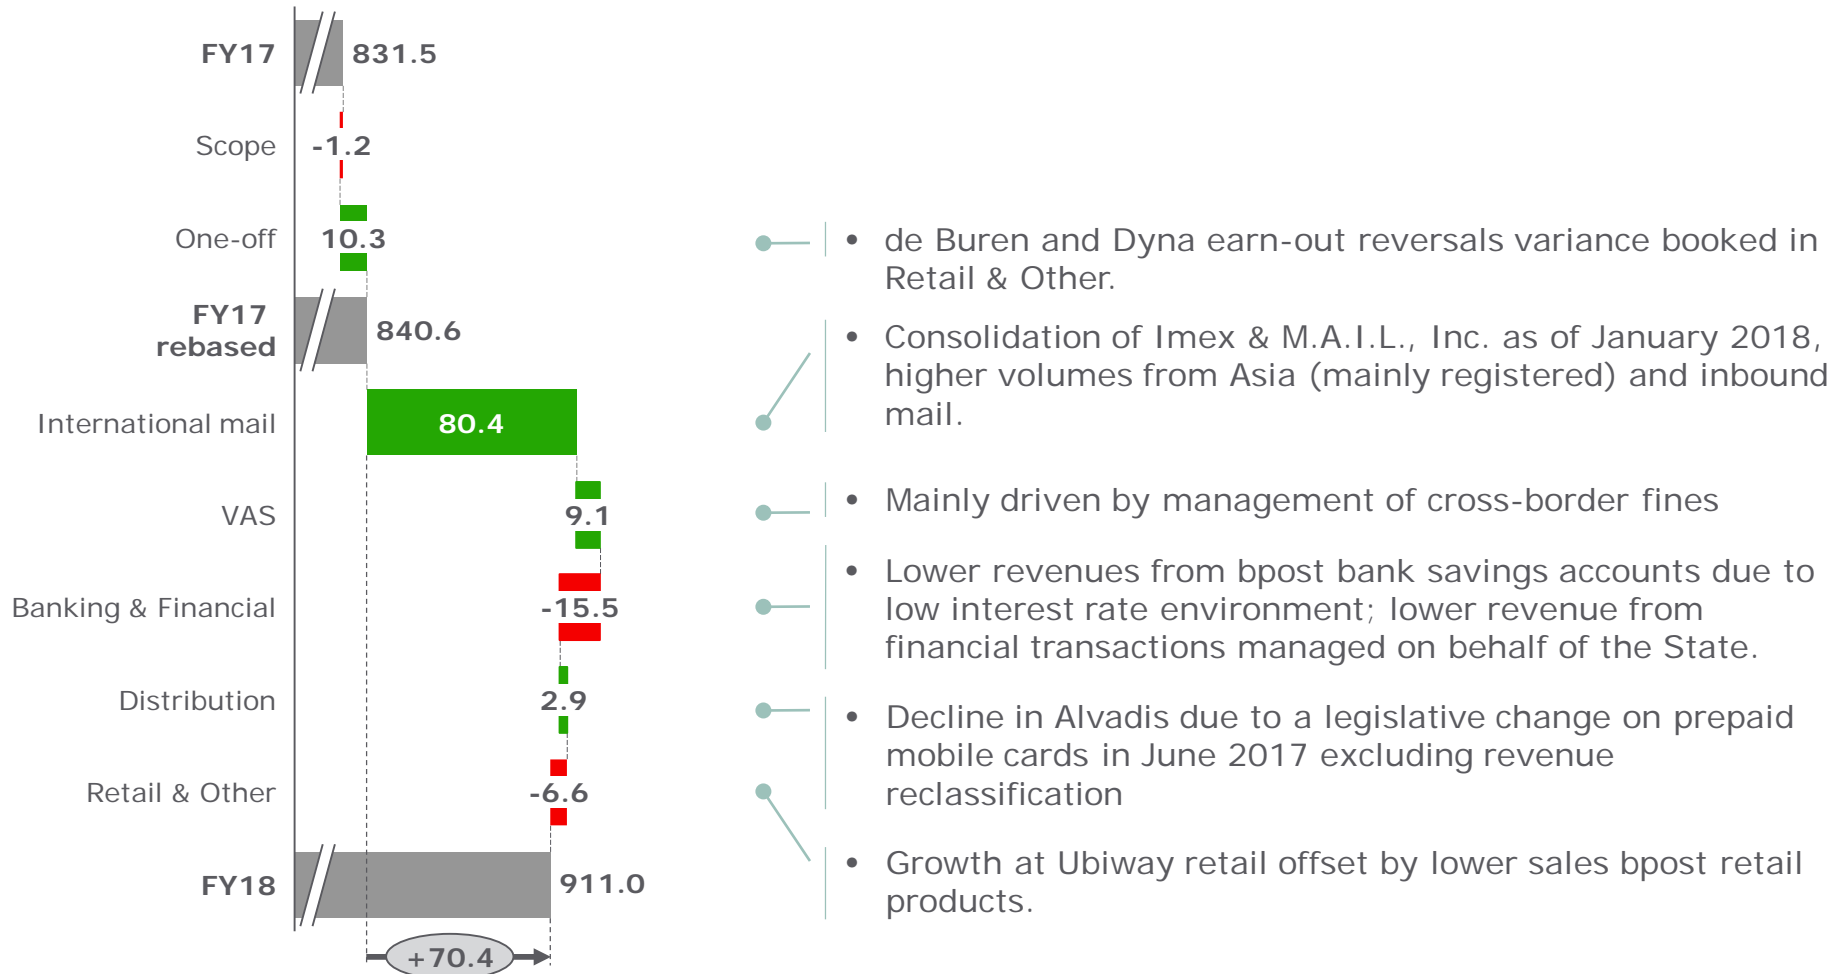 FY17
831.5
Scope
-1.2
One-off
10.3
• de Buren and Dyna earn-out reversals variance booked in
Retail & Other.
FY17
rebased
840.6
• Consolidation of Imex & M.A.I.L., Inc. as of January 2018,
higher volumes from Asia (mainly registered) and inbound
mail.
International mail
80.4
VAS
9.1
• Mainly driven by management of cross-border fines
Banking & Financial
-15.5
• Lower revenues from bpost bank savings accounts due to
low interest rate environment; lower revenue from
financial transactions managed on behalf of the State.
Distribution
2.9
• Decline in Alvadis due to a legislative change on prepaid
mobile cards in June 2017 excluding revenue
reclassification
Retail & Other
-6.6
• Growth at Ubiway retail offset by lower sales bpost retail
products.
FY18
911.0
+70.4